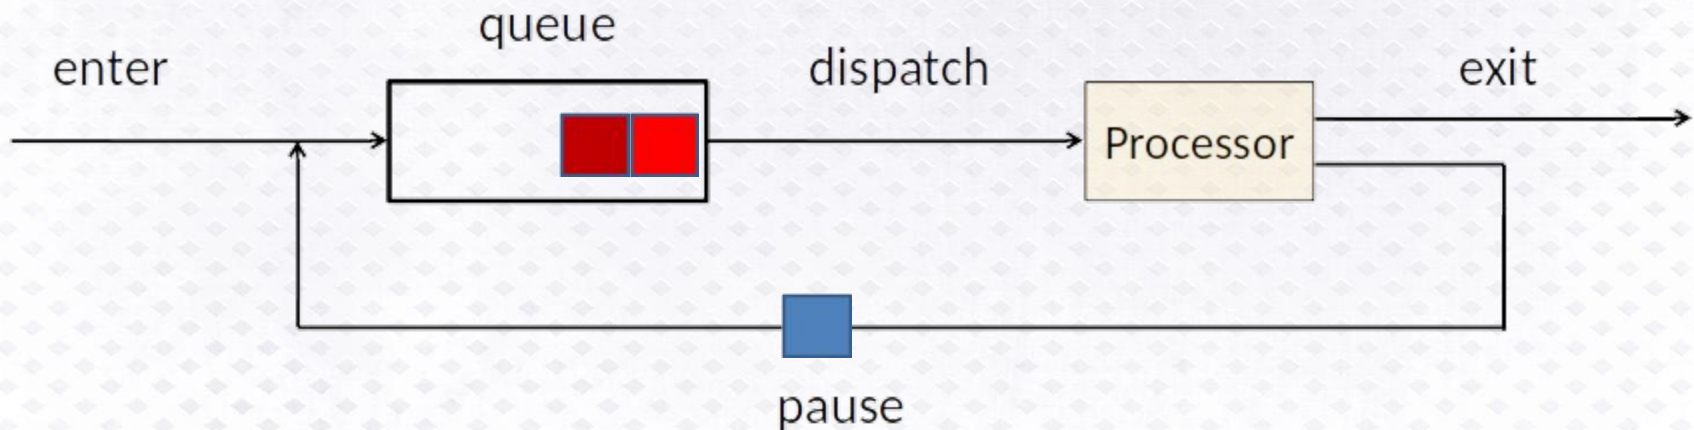 queue
enter
dispatch
exit
Processor
pause